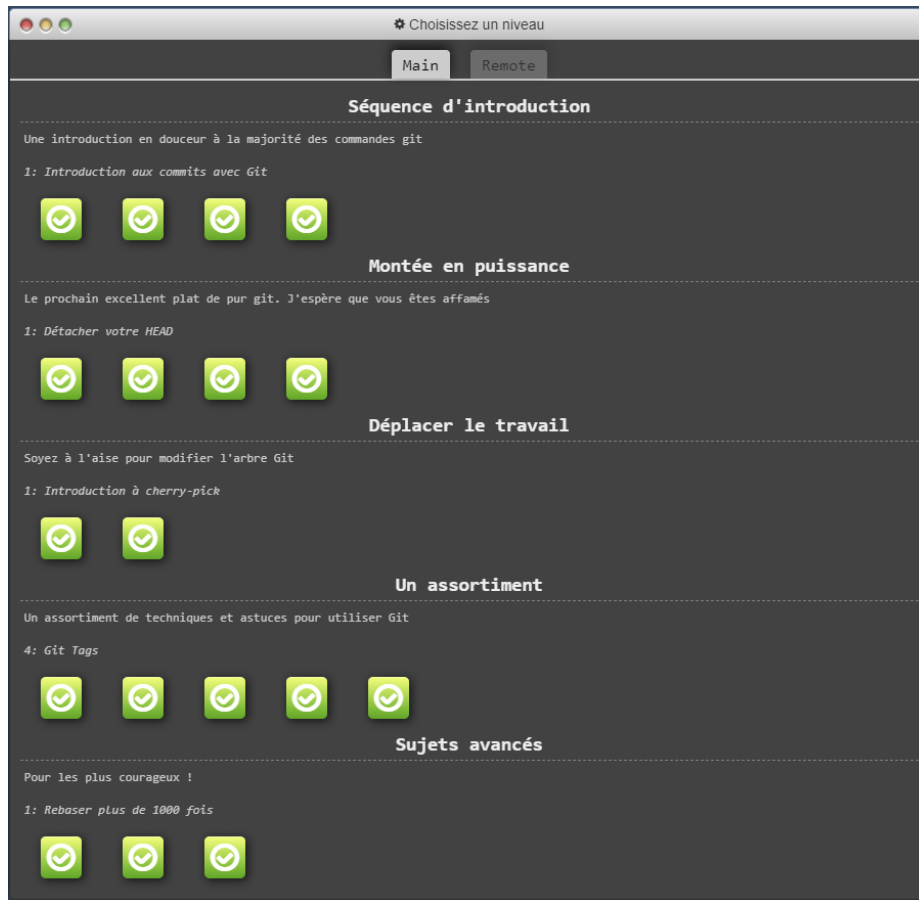 Choisissez un niveau
Main Remote
Séquence d'introduction
Une introduction en douceur à la majorité des commandes git
1: Introduction aux commits avec Git
Montée en puissance
Le prochain excellent plat de pur git. J'espère que vous êtes affamés
1: Détacher votre HEAD
Déplacer le travail
Soyez à l'aise pour modifier l'arbre Git
1: Introduction à cherry-pick
Un assortiment
Un assortiment de techniques et astuces pour utiliser Git
4: Git Tags
Sujets avancés
Pour les plus courageux !
1: Rebaser plus de 1000 fois